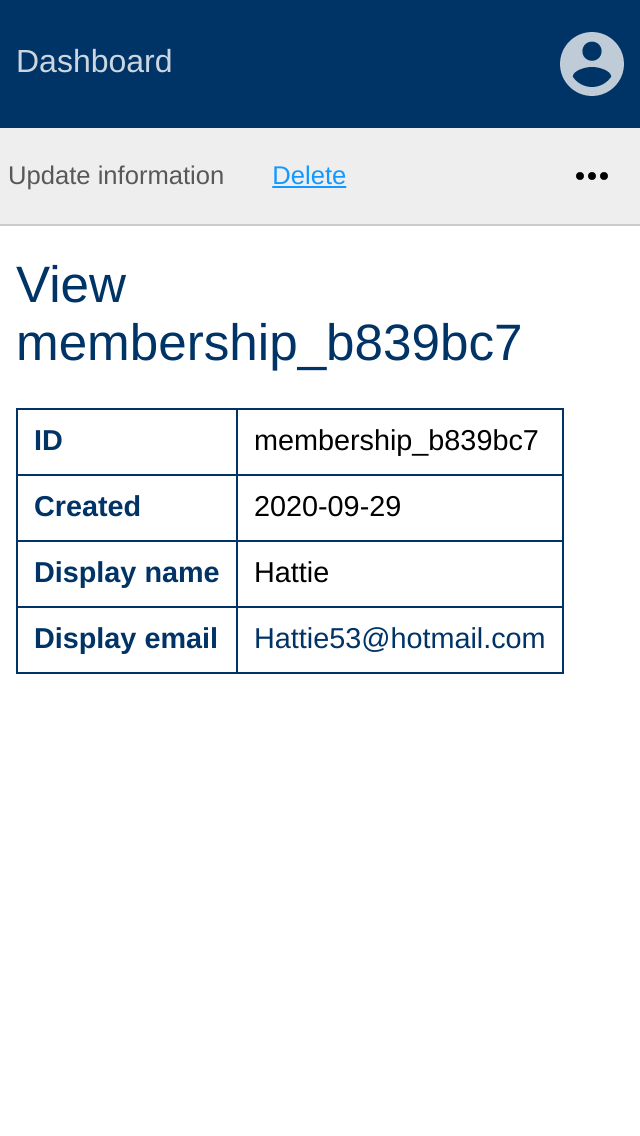 Dashboard
Update information Delete
View
membership_b839bc7
ID membership_b839bc7
Created 2020-09-29
Display name Hattie
Display email Hattie53@hotmail.com